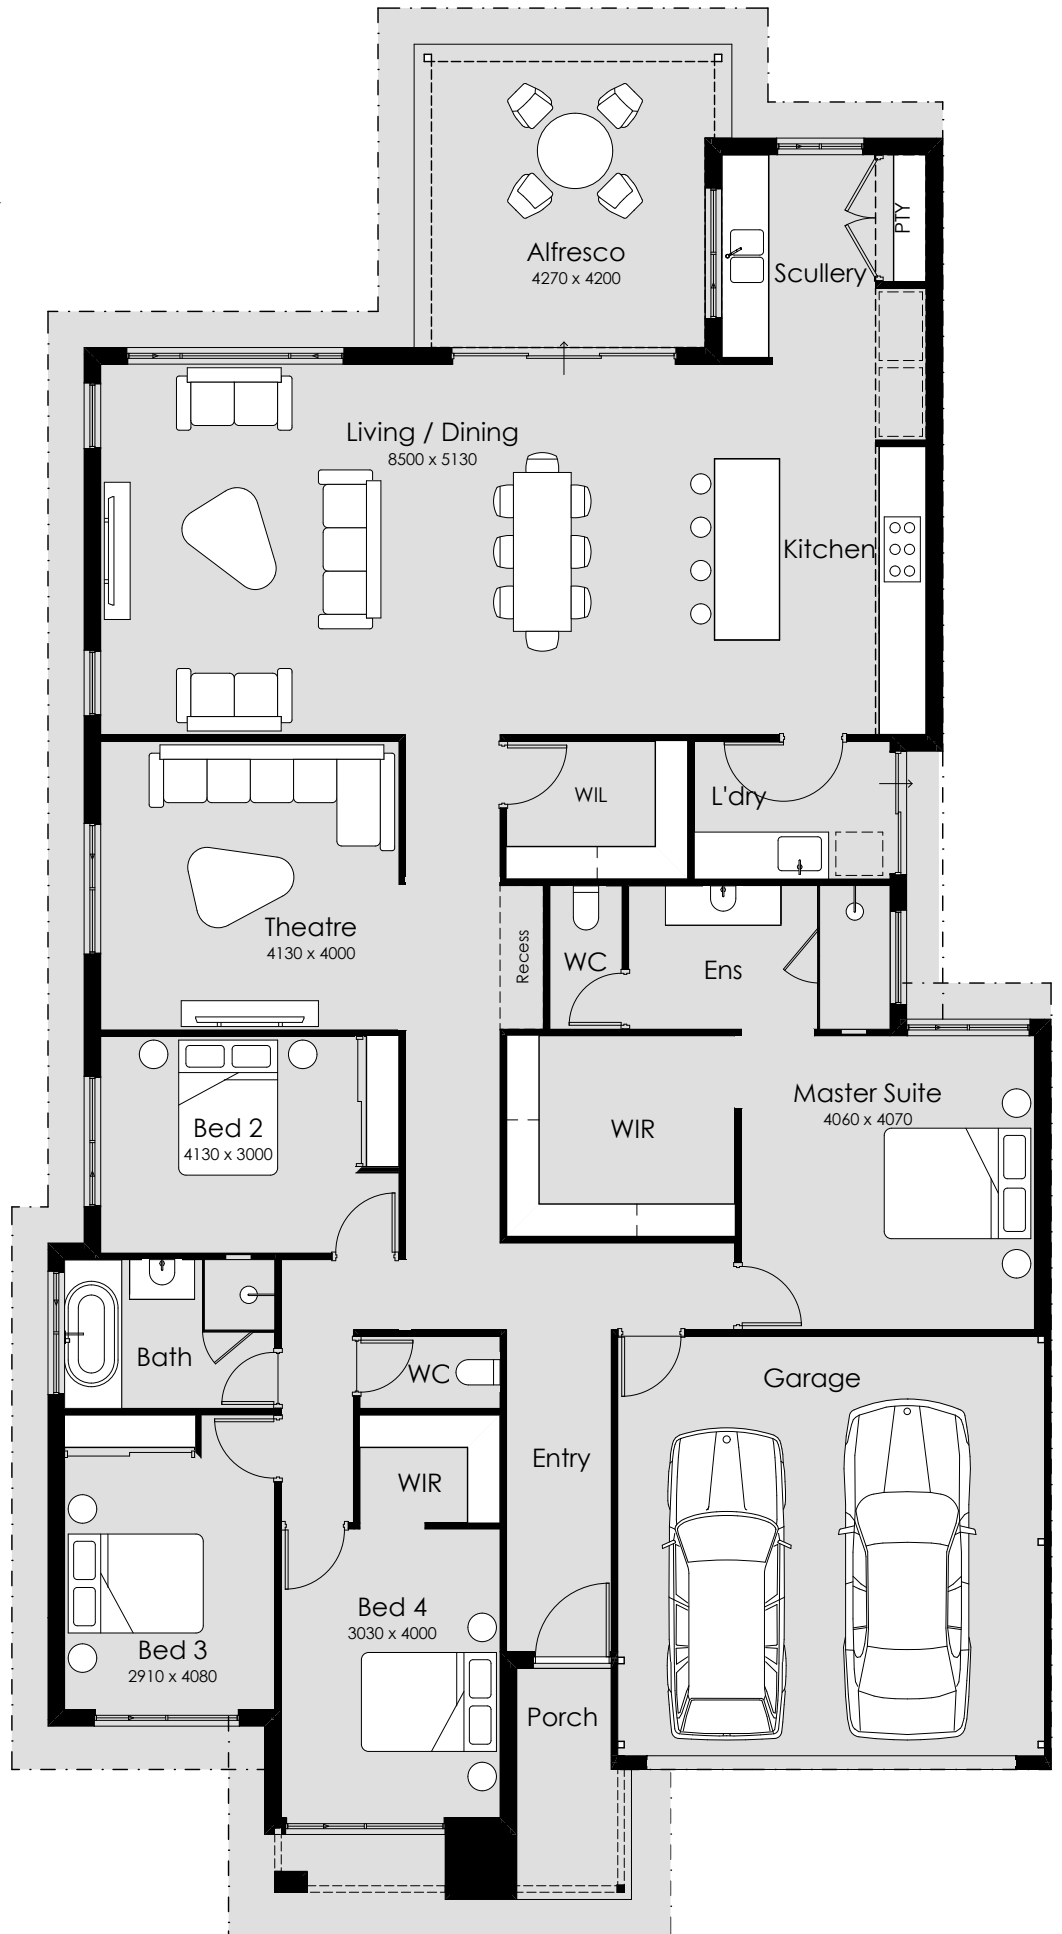 Alfresco
4270 x 4200
Scullery
PTY
Living / Dining
8500 x 5130
Kitchen
WIL
L'dry
Theatre
4130 x 4000
Recess
WC
Ens
Bed 2
4130 x 3000
WIR
Master Suite
4060 x 4070
Bath
WC
Garage
WIR
Entry
Bed 3
2910 x 4080
Bed 4
3030 x 4000
Porch